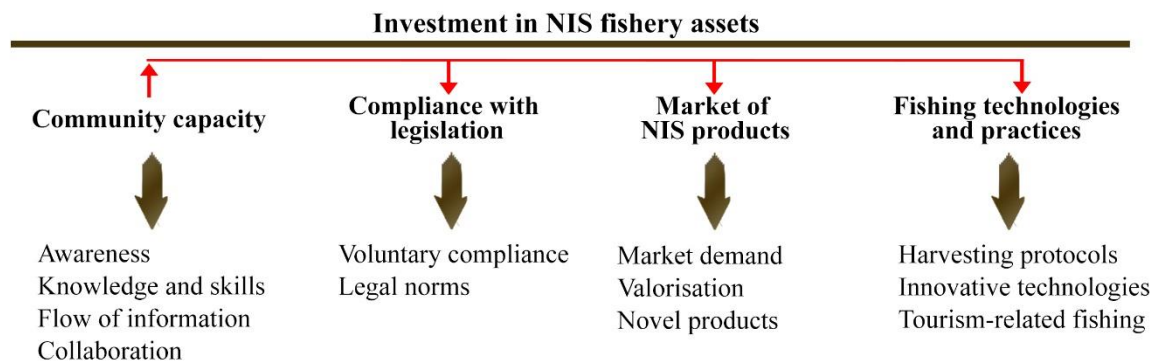 Investment in NIS fishery assets
Community capacity
Compliance with
legislation
Market of
NIS products
Fishing technologies
and practices
Awareness
Knowledge and skills
Flow of information
Collaboration
Voluntary compliance
Legal norms
Market demand
Valorisation
Novel products
Harvesting protocols
Innovative technologies
Tourism-related fishing